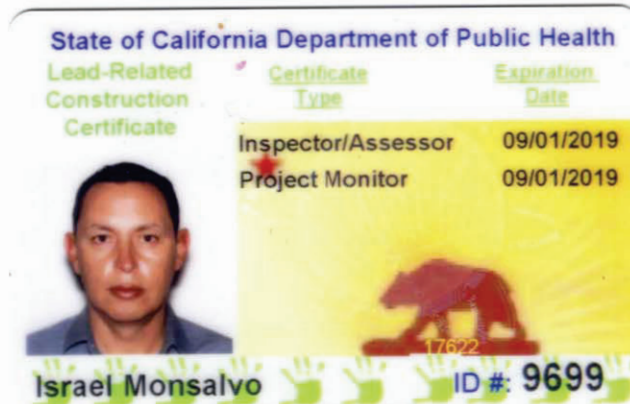 State of California Department of Public Health
Lead-Related
Construction
Certificate
Certificate
Type
Expiration
Date
Inspector/Assessor 09/01/2019
Project Monitor 09/01/2019
17622
Israel Monsalvo
ID #: 9699